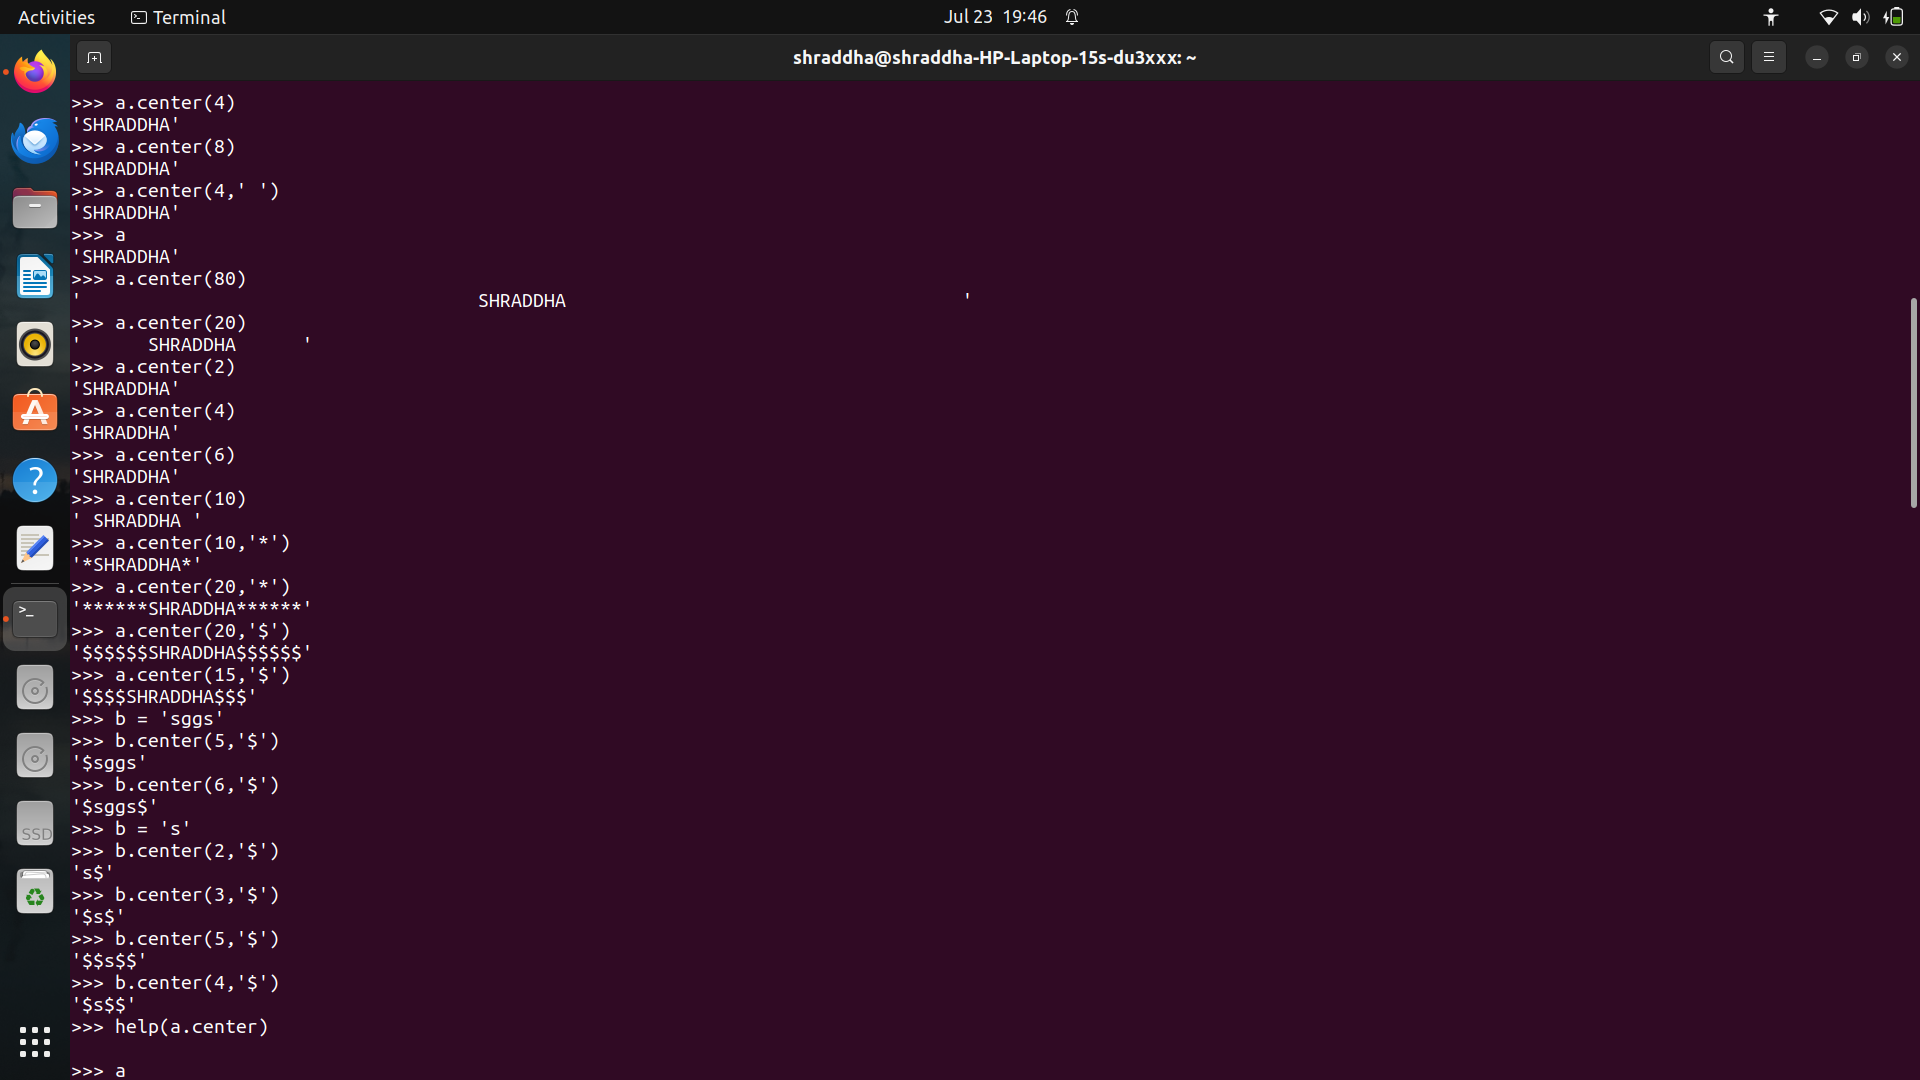 Activities Terminal Jul 23 19:46
shraddha@shraddha-HP-Laptop-15s-du3xxx: ~
>>> a.center(4)
'SHRADDHA'
>>> a.center(8)
'SHRADDHA'
>>> a.center(4,' ')
'SHRADDHA'
>>> a
'SHRADDHA'
>>> a.center(80)
'                                    SHRADDHA                                    '
>>> a.center(20)
'      SHRADDHA      '
>>> a.center(2)
'SHRADDHA'
>>> a.center(4)
'SHRADDHA'
>>> a.center(6)
'SHRADDHA'
>>> a.center(10)
' SHRADDHA '
>>> a.center(10,'*')
'*SHRADDHA*'
>>> a.center(20,'*')
'******SHRADDHA******'
>>> a.center(20,'$')
'$$$$$$SHRADDHA$$$$$$'
>>> a.center(15,'$')
'$$$$SHRADDHA$$$'
>>> b = 'sggs'
>>> b.center(5,'$')
'$sggs'
>>> b.center(6,'$')
'$sggs$'
>>> b = 's'
>>> b.center(2,'$')
's$'
>>> b.center(3,'$')
'$s$'
>>> b.center(5,'$')
'$$s$$'
>>> b.center(4,'$')
'$s$$'
>>> help(a.center)
>>> a
>_
SSD